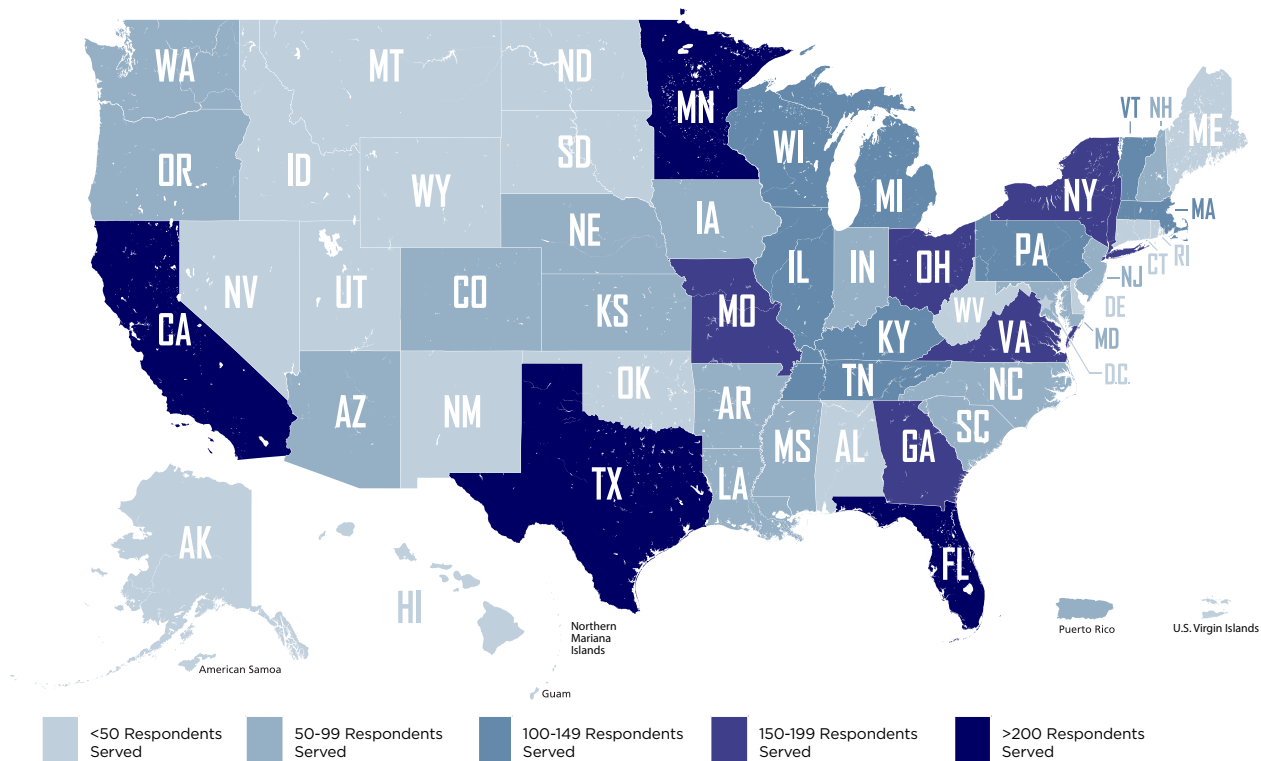 WA
MT
ND
MN
VT NH
ME
OR
ID
SD
WI
WY
MI
NY
MA
IA
NE
PA
RI
CT
NV
UT
CO
IL
IN
OH
NJ
KS
MO
WV
DE
CA
KY
VA
MD
D.C.
OK
TN
NC
AZ
NM
AR
SC
MS
AL
GA
TX
LA
AK
FL
HI
Northern
Mariana
Islands
Puerto Rico
U.S. Virgin Islands
American Samoa
Guam
<50 Respondents
Served
50-99 Respondents
Served
100-149 Respondents
Served
150-199 Respondents
Served
>200 Respondents
Served